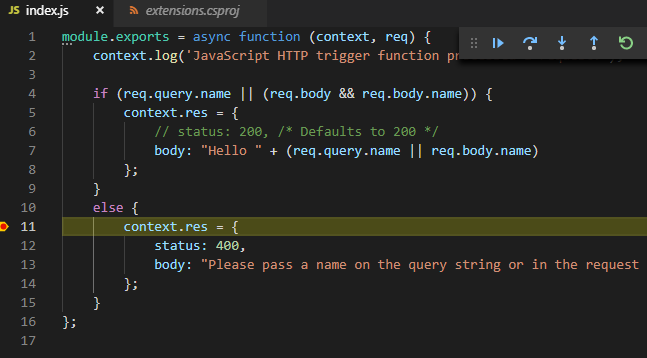 JS index.js × extensions.csproj
1 module.exports = async function (context, req) {
2 context.log('JavaScript HTTP trigger function pr
3
4 if (req.query.name || (req.body && req.body.name)) {
5 context.res = {
6 // status: 200, /* Defaults to 200 */
7 body: "Hello " + (req.query.name || req.body.name)
8 };
9 }
10 else {
11 context.res = {
12 status: 400,
13 body: "Please pass a name on the query string or in the request
14 };
15 }
16 };
17